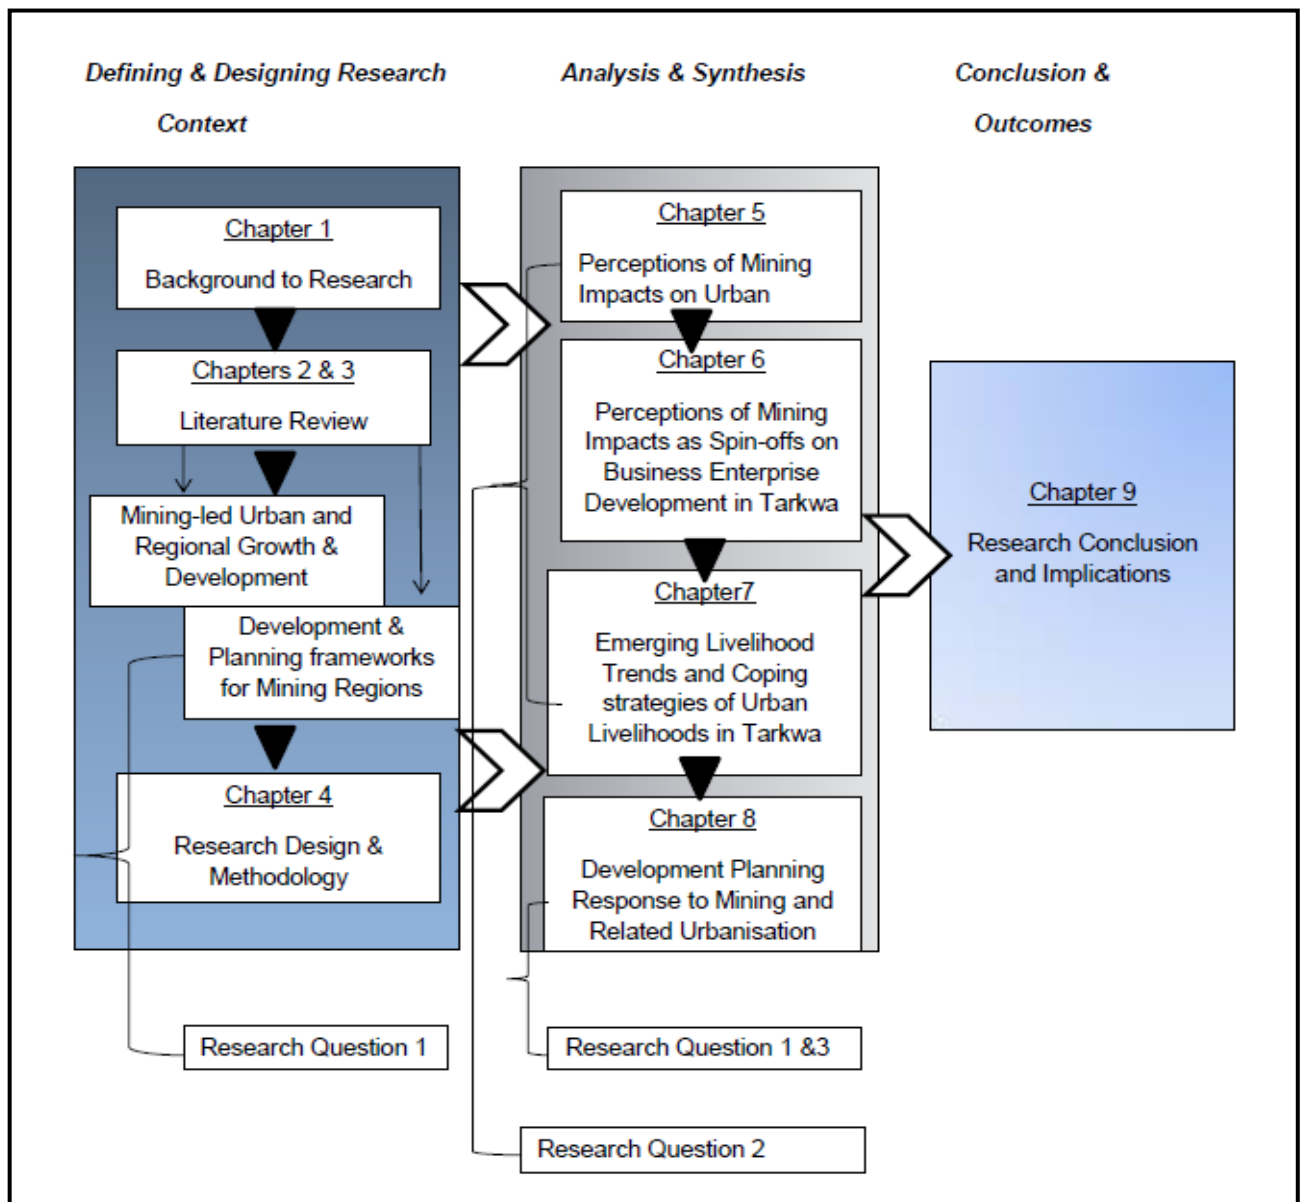 Defining & Designing Research
Context
Analysis & Synthesis
Conclusion &
Outcomes
Chapter 1
Background to Research
Chapters 2 & 3
Literature Review
Mining-led Urban and
Regional Growth &
Development
Development &
Planning frameworks
for Mining Regions
Chapter 4
Research Design &
Methodology
Research Question 1
Chapter 5
Perceptions of Mining
Impacts on Urban
Chapter 6
Perceptions of Mining
Impacts as Spin-offs on
Business Enterprise
Development in Tarkwa
Chapter7
Emerging Livelihood
Trends and Coping
strategies of Urban
Livelihoods in Tarkwa
Chapter 8
Development Planning
Response to Mining and
Related Urbanisation
Research Question 1 &3
Research Question 2
Chapter 9
Research Conclusion
and Implications